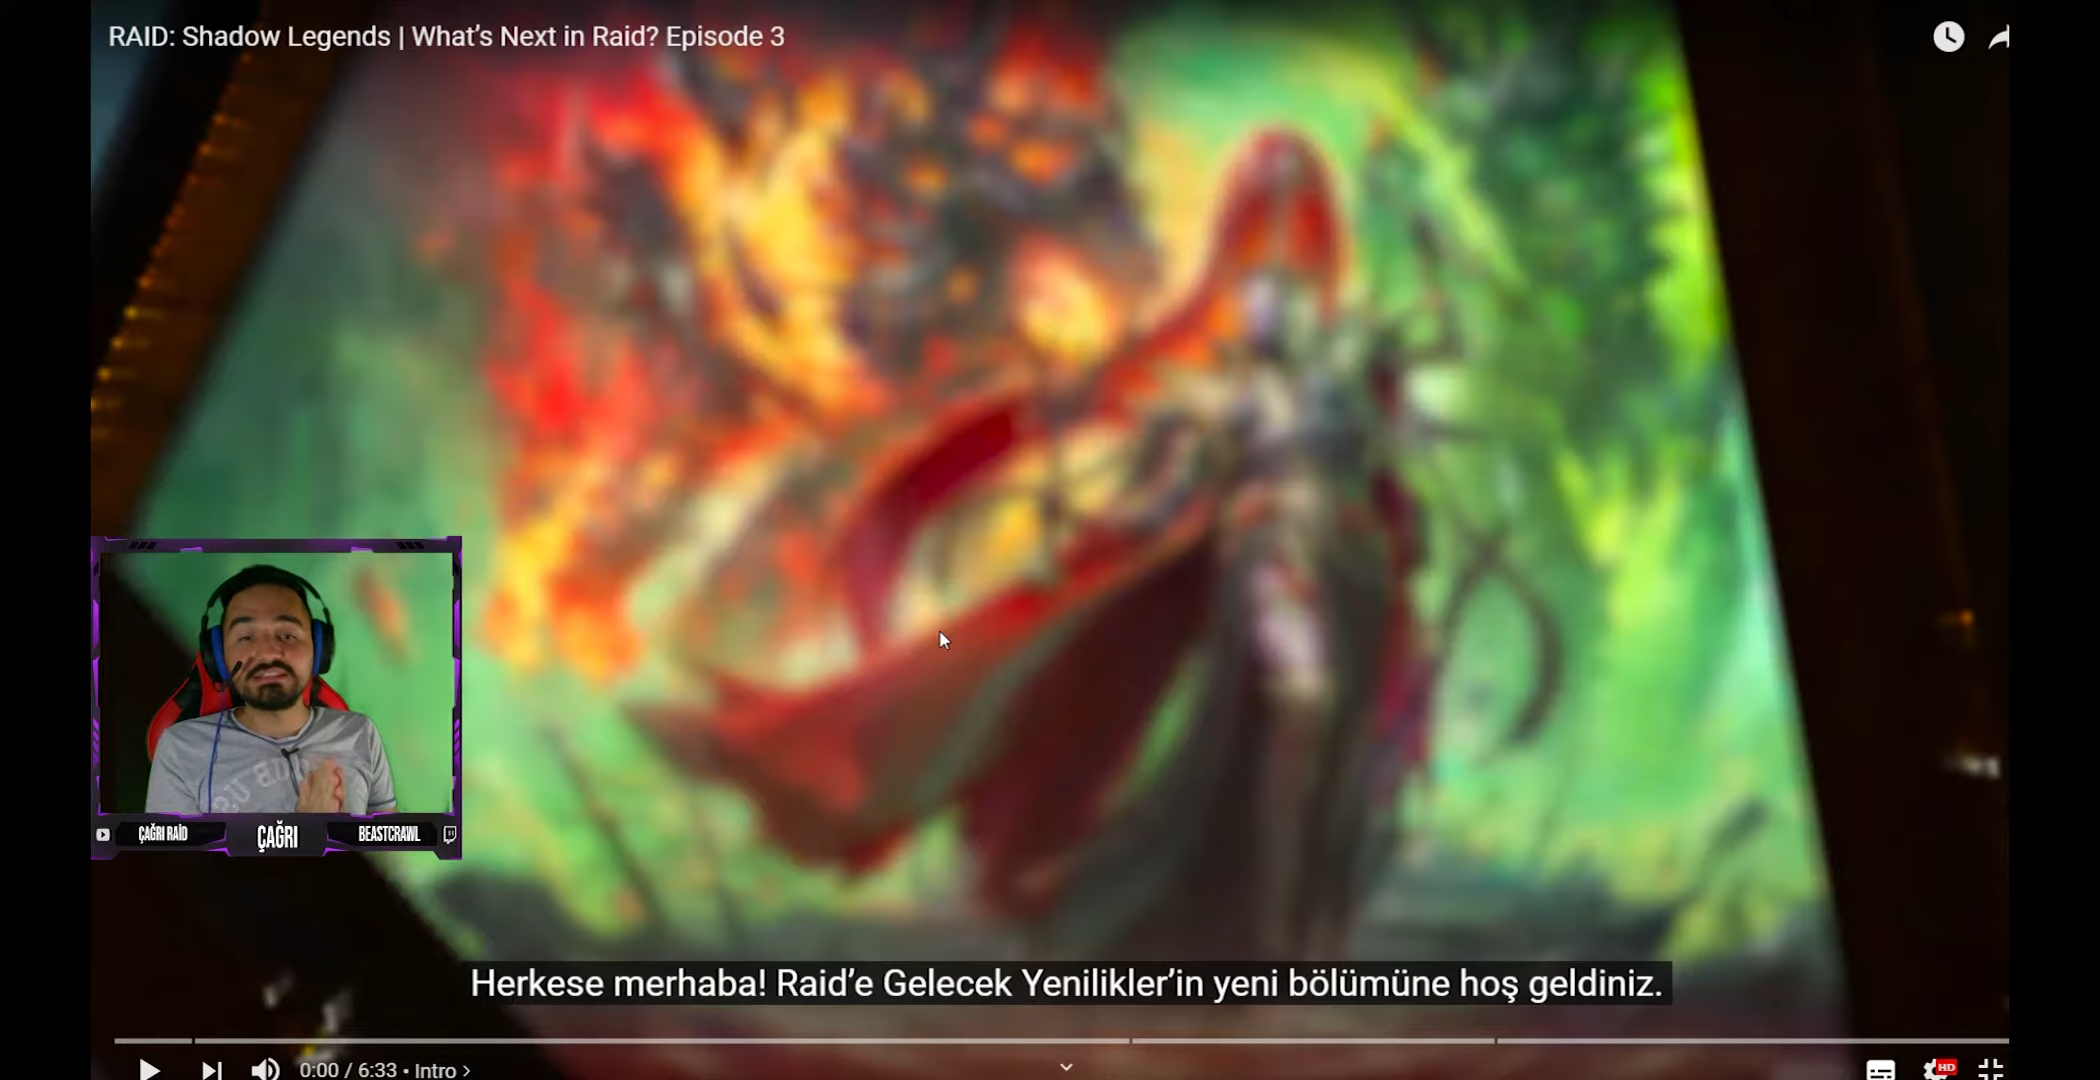 RAID: Shadow Legends | What's Next in Raid? Episode 3
ÇAĞRI RAİD
ÇAĞRI
BEASTCRAWL
Herkese merhaba! Raid'e Gelecek Yenilikler'in yeni bölümüne hoş geldiniz.
0:00 / 6:33 • Intro >
HD